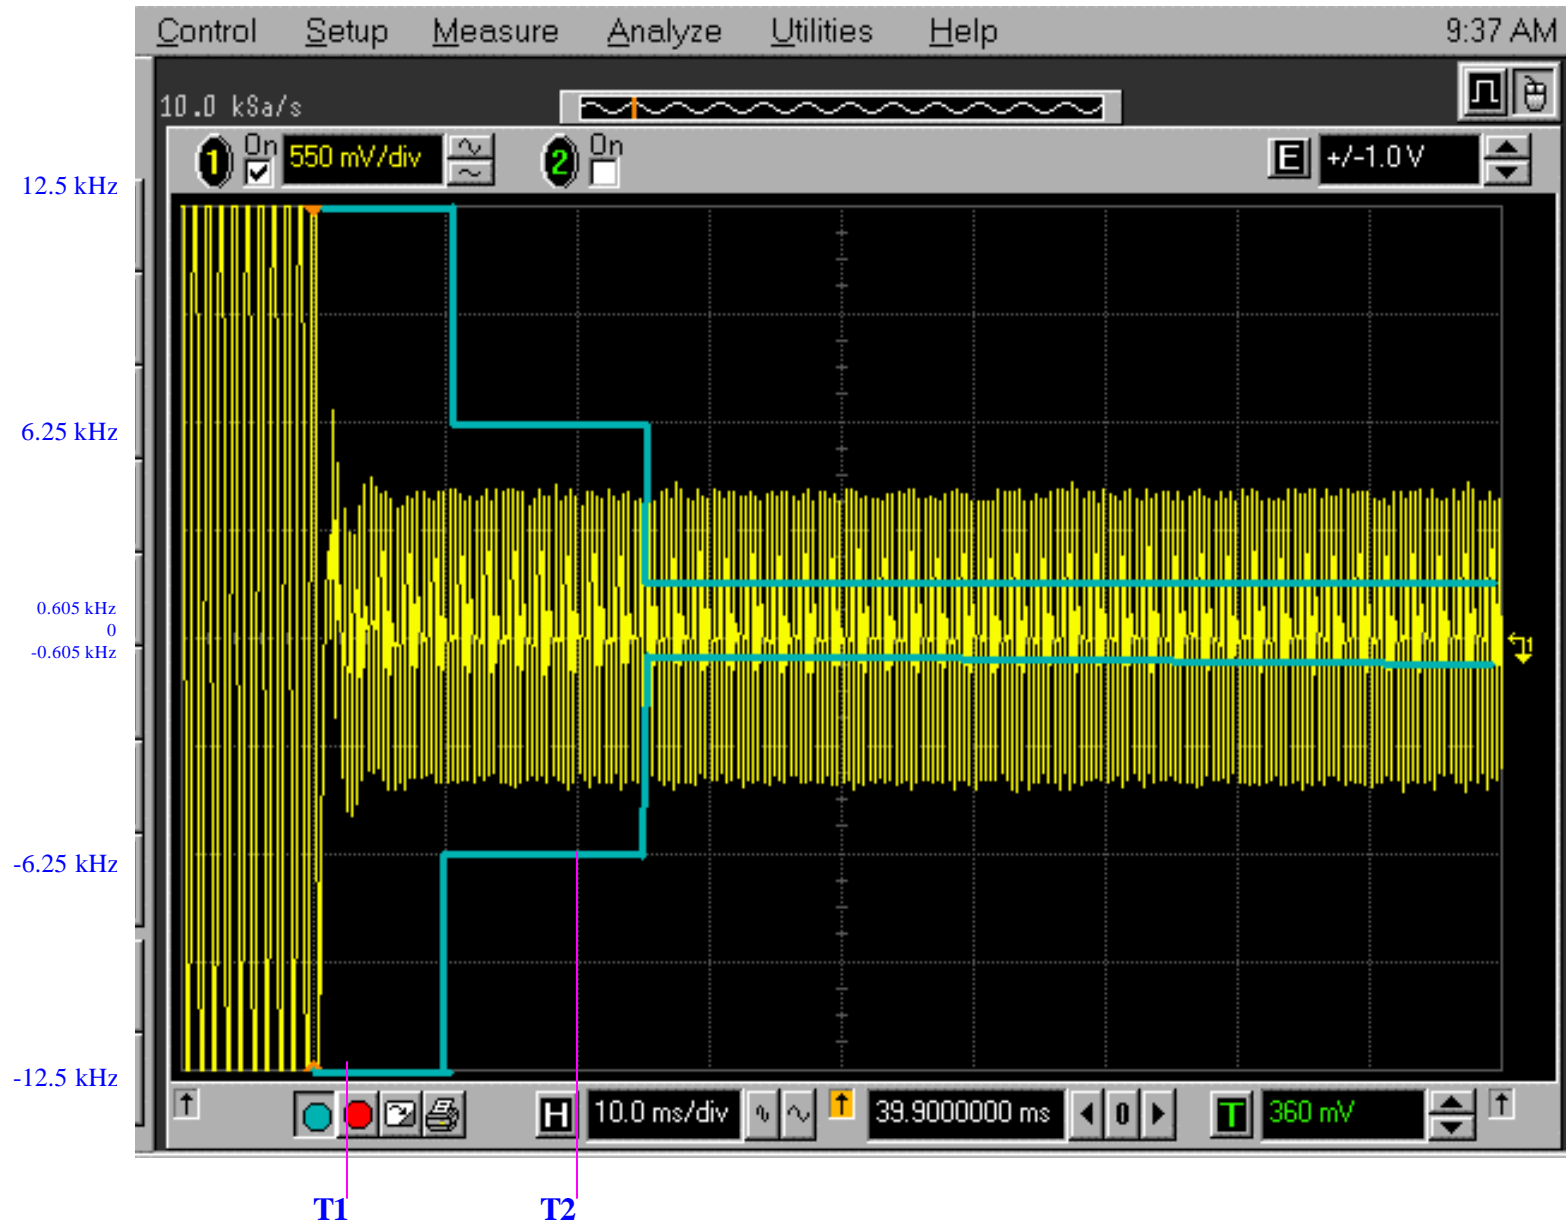 Control Setup Measure Analyze Utilities Help 9:37 AM
10.0 kSa/s
1 On 550 mV/div 2 On E +/-1.0 V
12.5 kHz
6.25 kHz
0.605 kHz
0
-0.605 kHz
-6.25 kHz
-12.5 kHz
H 10.0 ms/div 39.9000000 ms 0 T 360 mV
T1 T2